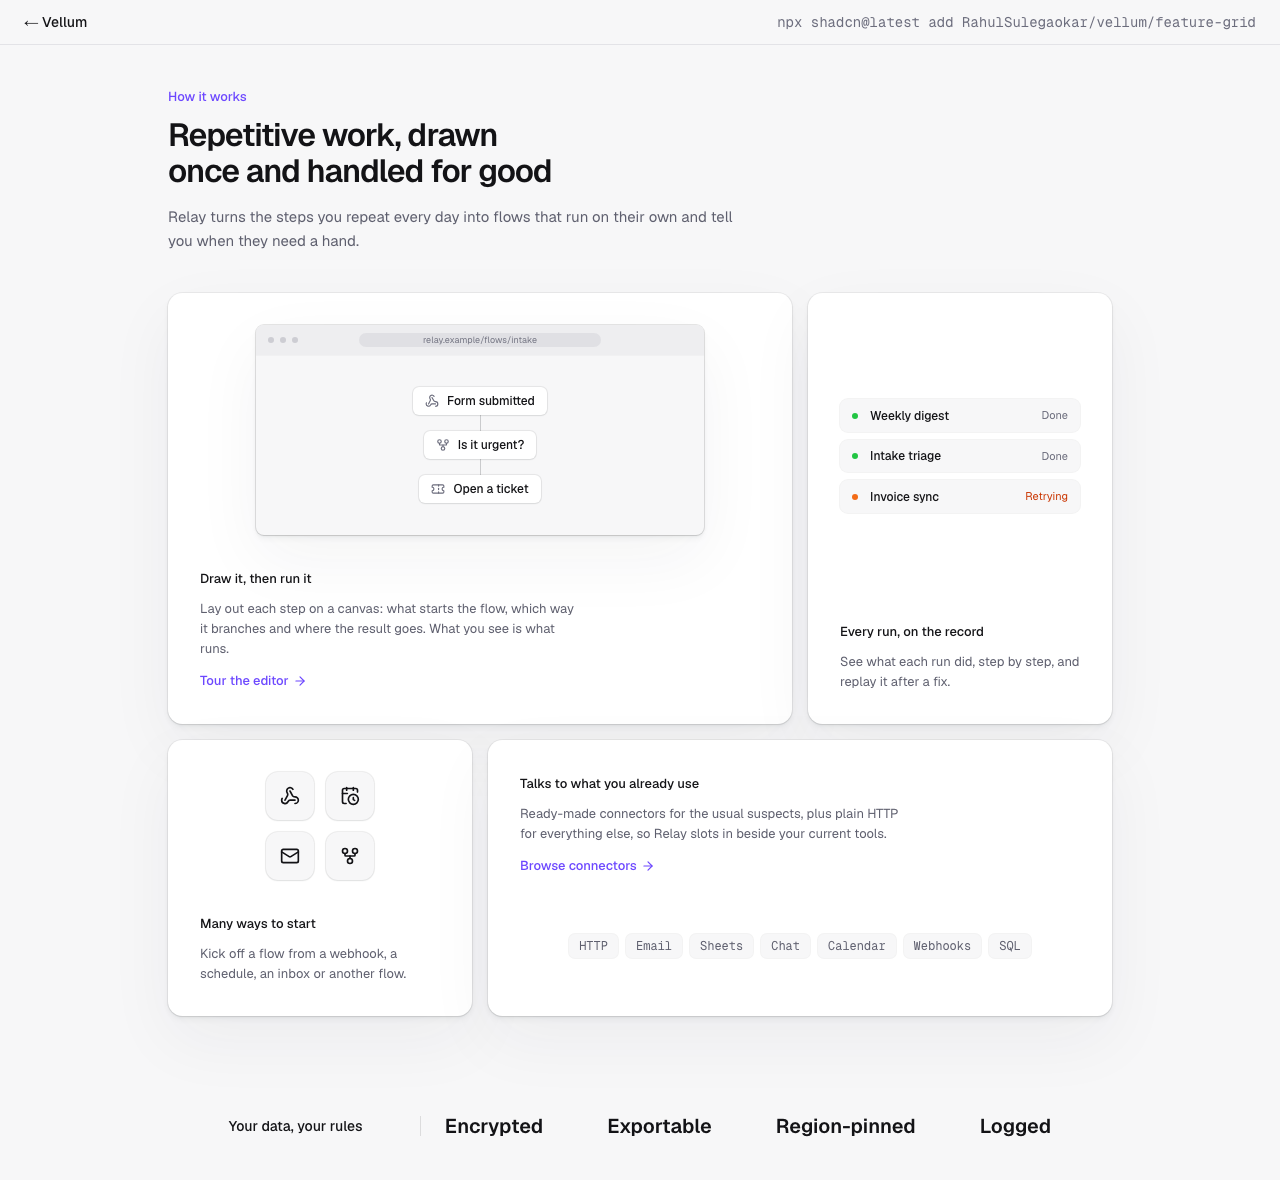 ← Vellum
npx shadcn@latest add RahulSulegaokar/vellum/feature-grid
How it works
Repetitive work, drawn
once and handled for good
Relay turns the steps you repeat every day into flows that run on their own and tell
you when they need a hand.
relay.example/flows/intake
Form submitted
Is it urgent?
Open a ticket
Draw it, then run it
Lay out each step on a canvas: what starts the flow, which way
it branches and where the result goes. What you see is what
runs.
Tour the editor →
Weekly digest Done
Intake triage Done
Invoice sync Retrying
Every run, on the record
See what each run did, step by step, and
replay it after a fix.
Many ways to start
Kick off a flow from a webhook, a
schedule, an inbox or another flow.
Talks to what you already use
Ready-made connectors for the usual suspects, plus plain HTTP
for everything else, so Relay slots in beside your current tools.
Browse connectors →
HTTP Email Sheets Chat Calendar Webhooks SQL
Your data, your rules Encrypted Exportable Region-pinned Logged